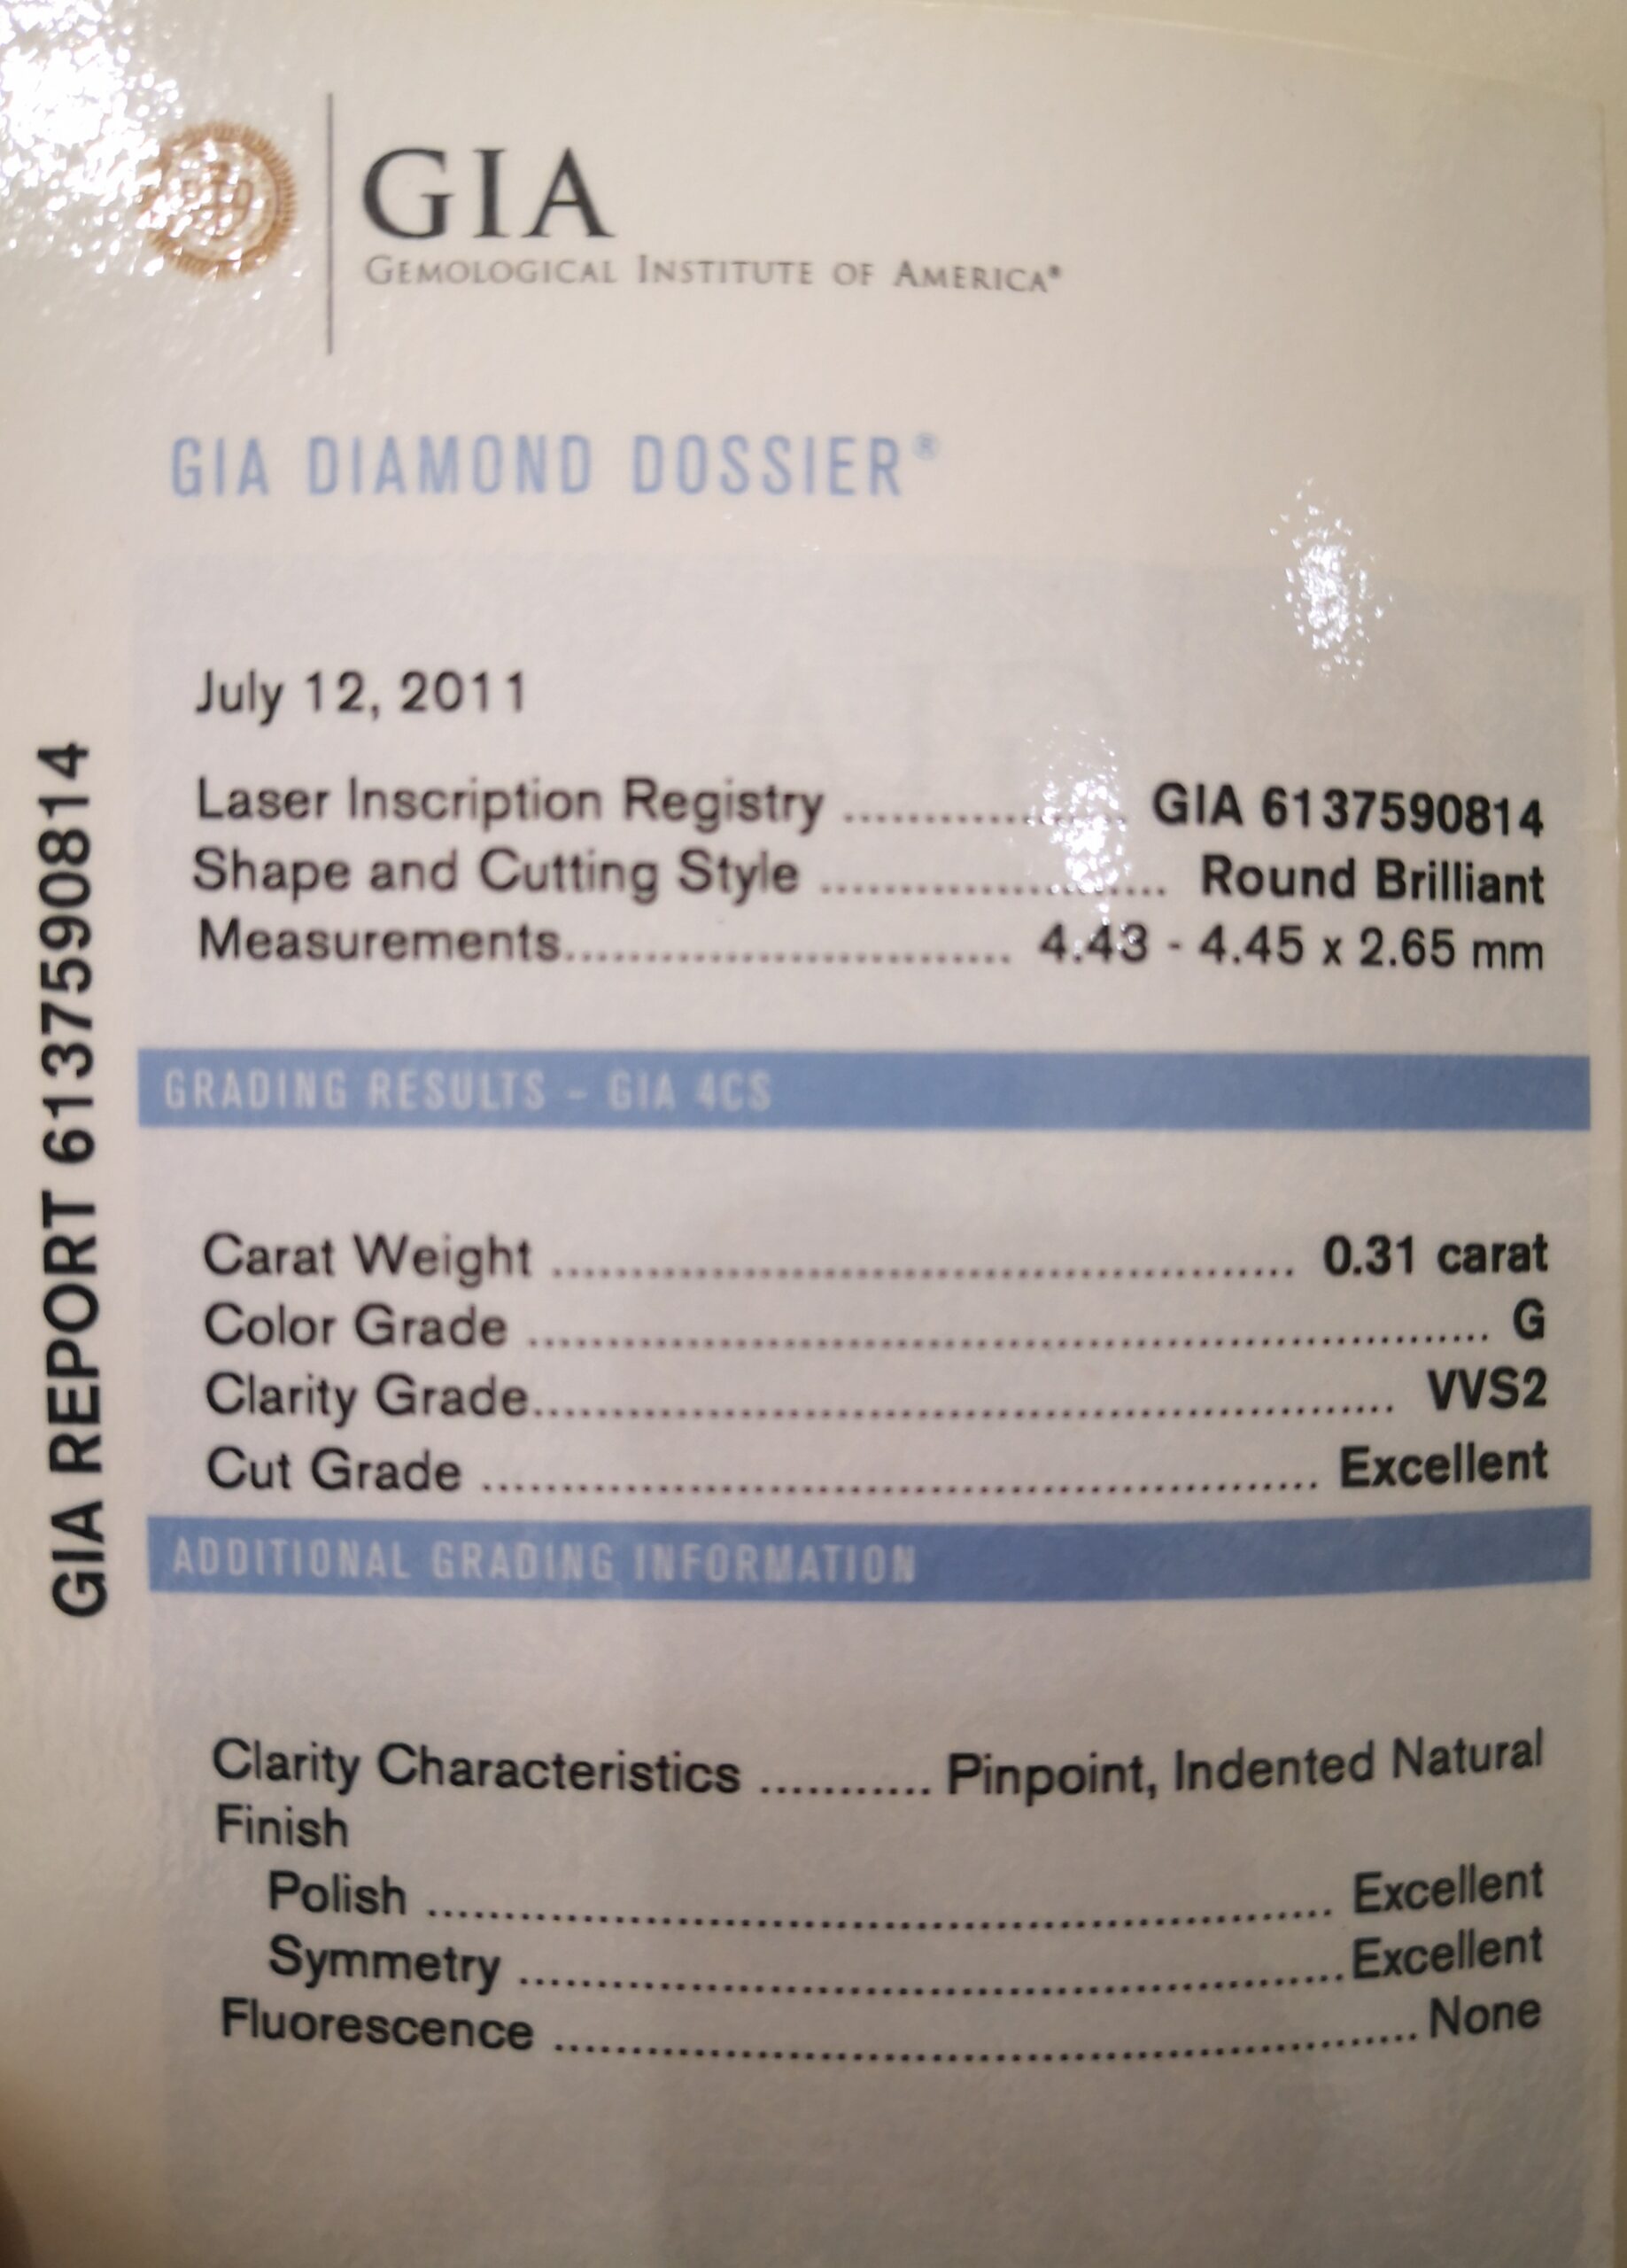 GIA
GEMOLOGICAL INSTITUTE OF AMERICA®
GIA DIAMOND DOSSIER®
July 12, 2011
Laser Inscription Registry ..................... GIA 6137590814
Shape and Cutting Style ...................... Round Brilliant
Measurements............................. 4.43 - 4.45 x 2.65 mm
GRADING RESULTS – GIA 4CS
Carat Weight ................................................ 0.31 carat
Color Grade .............................................................. G
Clarity Grade........................................................ VVS2
Cut Grade ...................................................... Excellent
ADDITIONAL GRADING INFORMATION
Clarity Characteristics ........... Pinpoint, Indented Natural
Finish
Polish .......................................................... Excellent
Symmetry .....................................................Excellent
Fluorescence ....................................................... None
GIA REPORT 6137590814